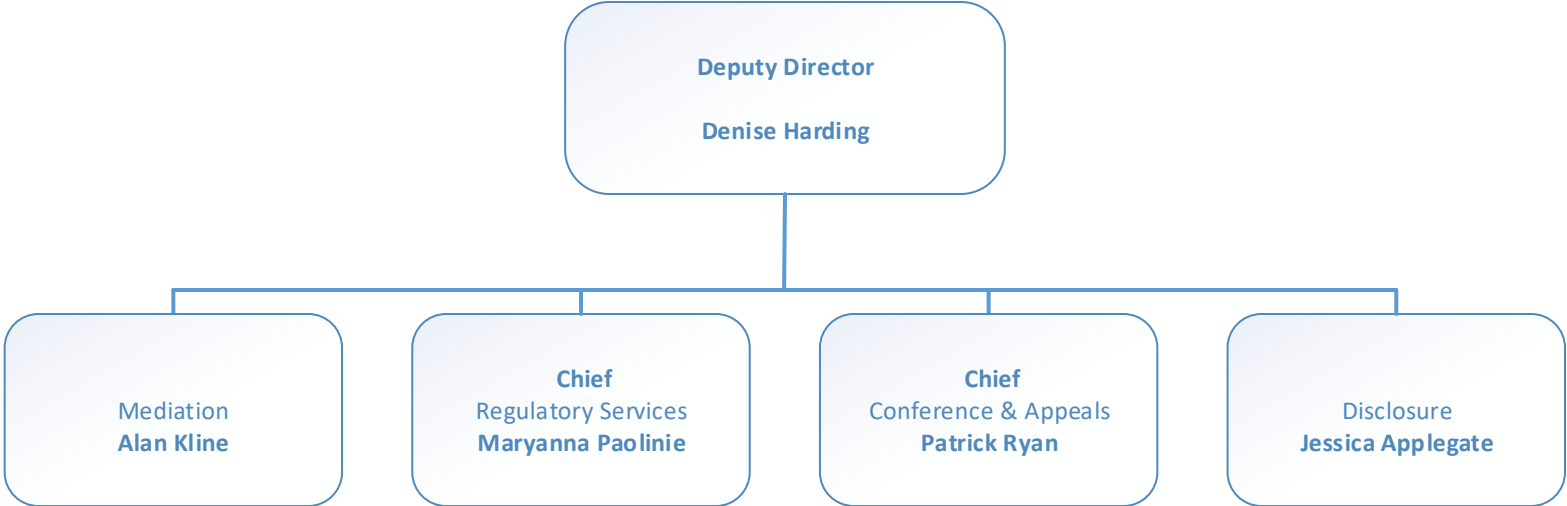 Deputy Director
Denise Harding
Mediation
Alan Kline
Chief
Regulatory Services
Maryanna Paolinie
Chief
Conference & Appeals
Patrick Ryan
Disclosure
Jessica Applegate